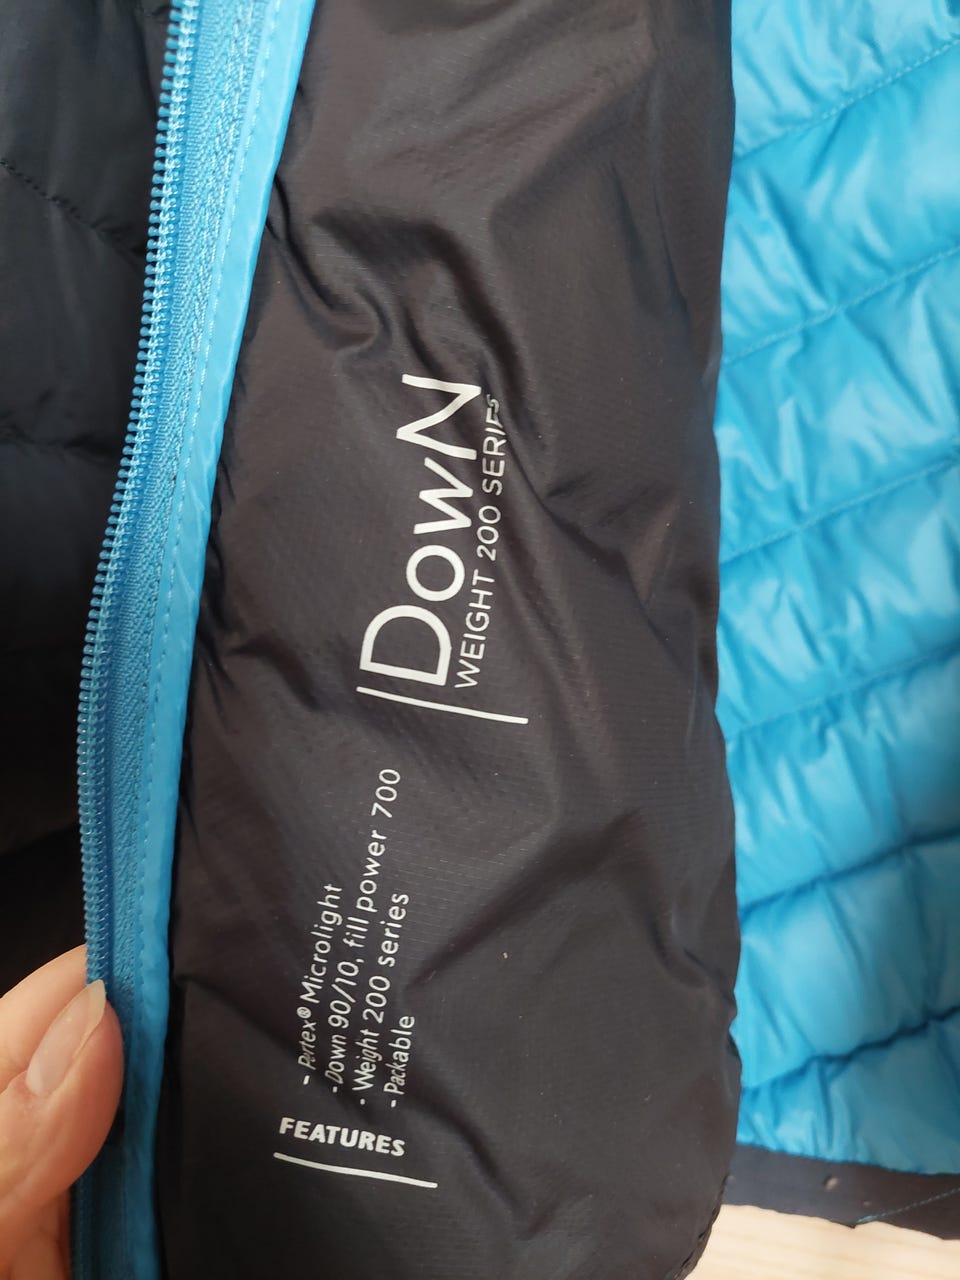 DowN
WEIGHT 200 SERIES
FEATURES
- Pertex® Microlight
- Down 90/10, fill power 700
- Weight 200 series
- Packable